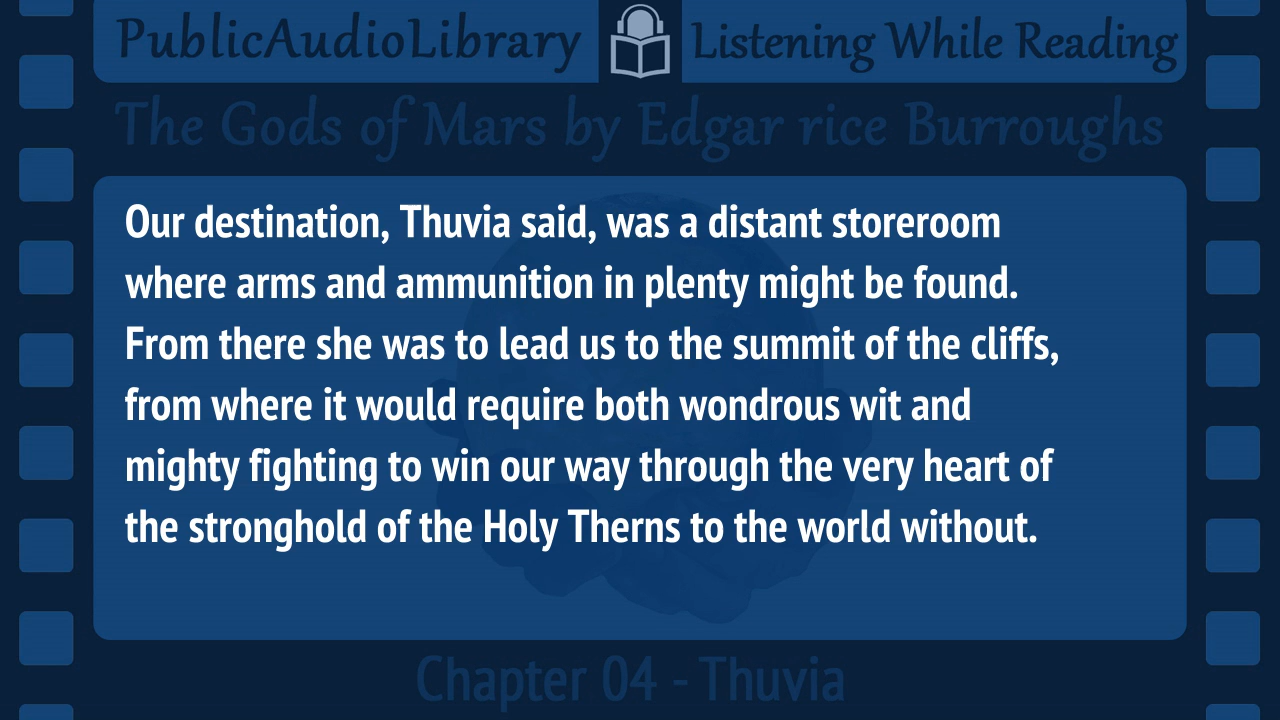 PublicAudioLibrary Listening While Reading
The Gods of Mars by Edgar rice Burroughs
Our destination, Thuvia said, was a distant storeroom
where arms and ammunition in plenty might be found.
From there she was to lead us to the summit of the cliffs,
from where it would require both wondrous wit and
mighty fighting to win our way through the very heart of
the stronghold of the Holy Therns to the world without.
Chapter 04 - Thuvia